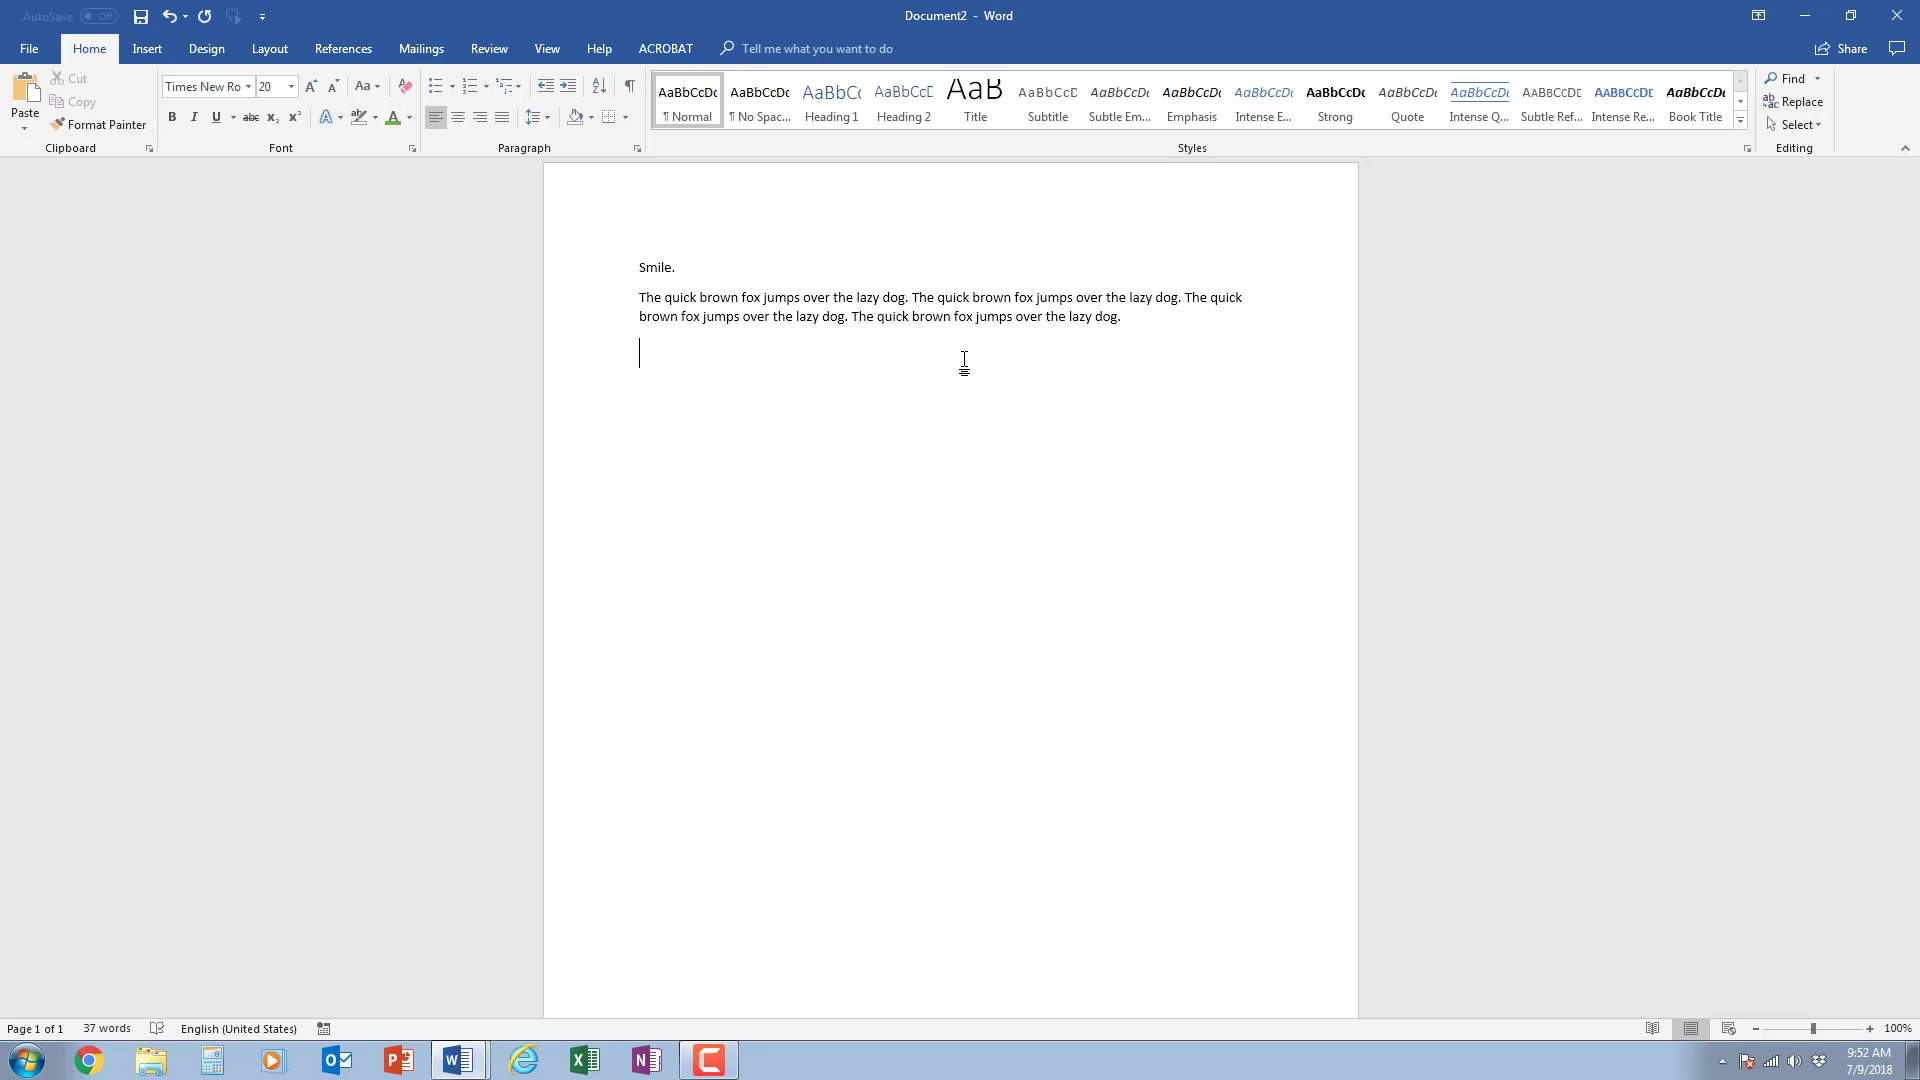 AutoSave Off
Document2 - Word
File Home Insert Design Layout References Mailings Review View Help ACROBAT Tell me what you want to do Share
Paste
Cut
Copy
Format Painter
Clipboard
Times New Ro 20 Aa
B I U abc X₂ X² A A
Font
Paragraph
AaBbCcDc AaBbCcDc AaBbCc AaBbCcE AaB AaBbCcD AaBbCcDc AaBbCcDc AaBbCcDc AaBbCcDc AaBbCcDc AaBbCcDc AABBCCDE AABBCCDE AaBbCcDc
¶ Normal ¶ No Spac... Heading 1 Heading 2 Title Subtitle Subtle Em... Emphasis Intense E... Strong Quote Intense Q... Subtle Ref... Intense Re... Book Title
Styles
Find
Replace
Select
Editing
Smile.
The quick brown fox jumps over the lazy dog. The quick brown fox jumps over the lazy dog. The quick
brown fox jumps over the lazy dog. The quick brown fox jumps over the lazy dog.
Page 1 of 1 37 words English (United States) 100%
9:52 AM
7/9/2018